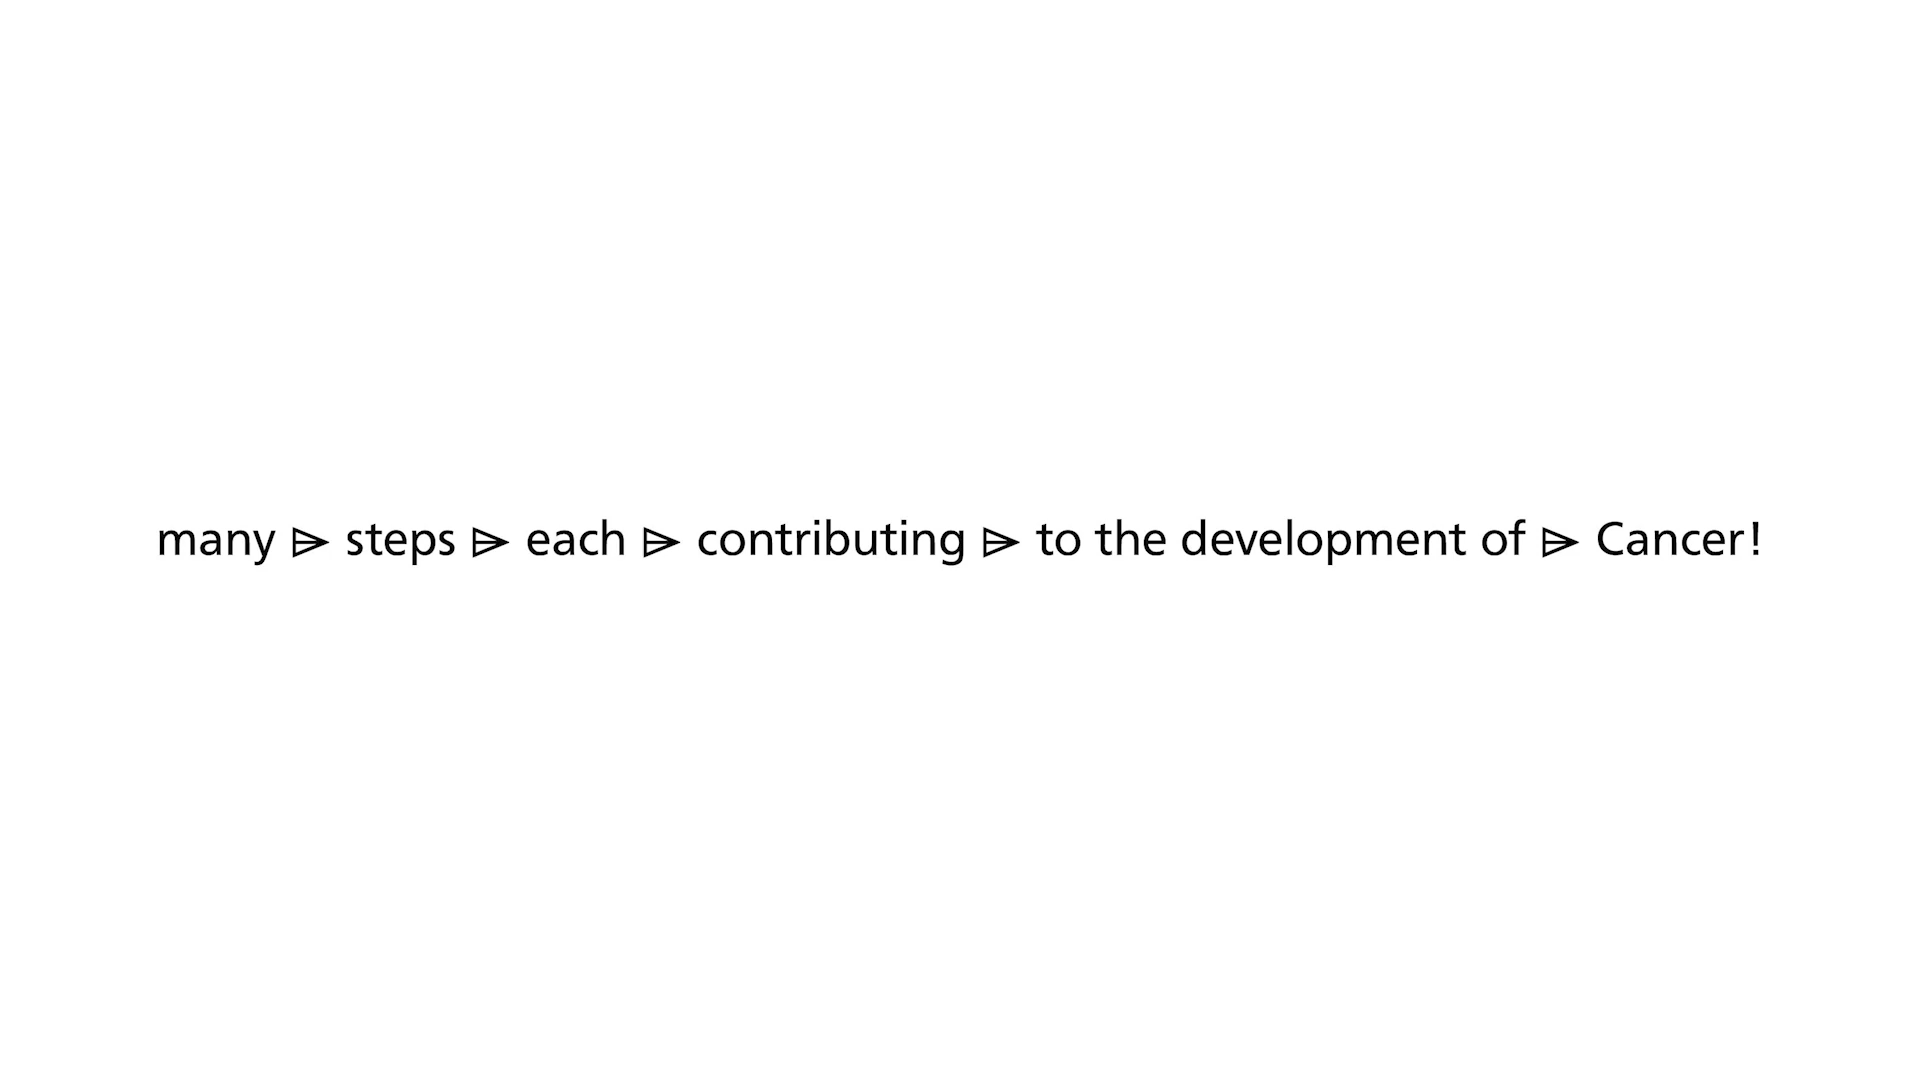 many ⩥ steps ⩥ each ⩥ contributing ⩥ to the development of ⩥ Cancer!